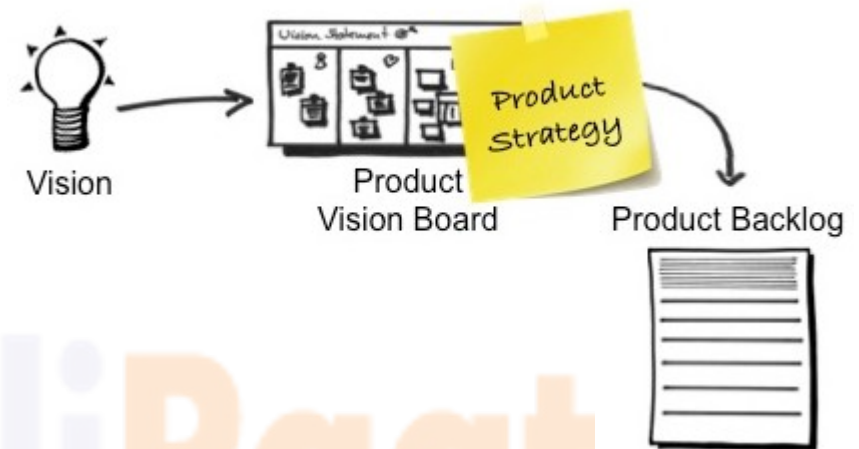 Vision Statement
Product
Strategy
Vision
Product
Vision Board
Product Backlog